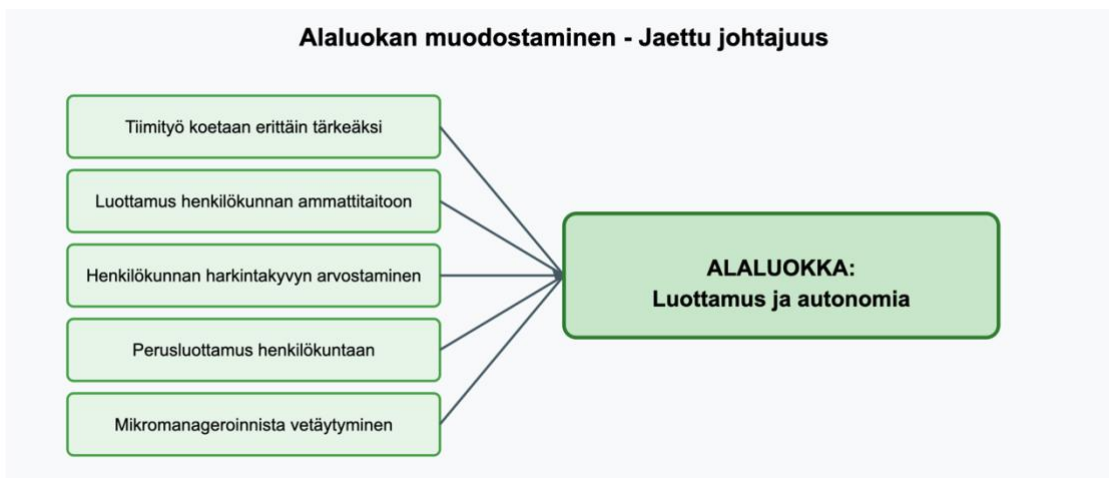 Alaluokan muodostaminen - Jaettu johtajuus
Tiimityö koetaan erittäin tärkeäksi
Luottamus henkilökunnan ammattitaitoon
Henkilökunnan harkintakyvyn arvostaminen
Perusluottamus henkilökuntaan
Mikromanageroinnista vetäytyminen
ALALUOKKA:
Luottamus ja autonomia